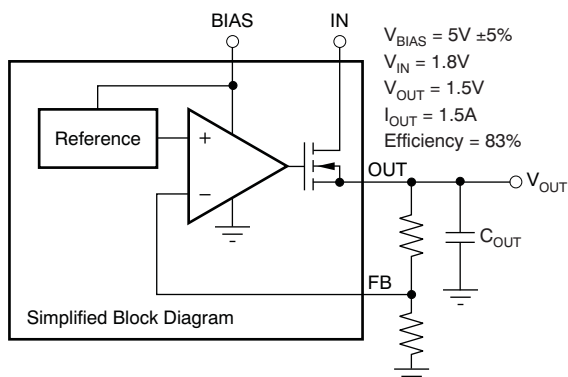 BIAS
IN
V_BIAS = 5V ±5%
V_IN = 1.8V
V_OUT = 1.5V
I_OUT = 1.5A
Efficiency = 83%
Reference
+
−
OUT
V_OUT
C_OUT
FB
Simplified Block Diagram